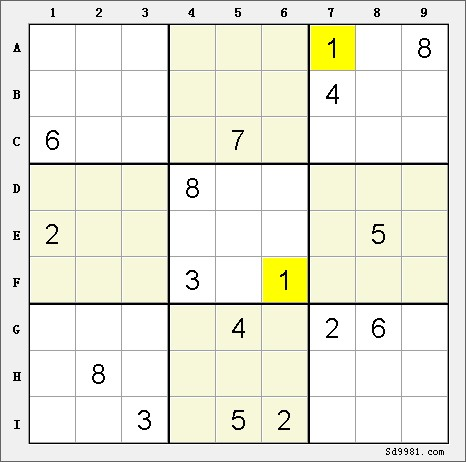 1 2 3 4 5 6 7 8 9
A 1 8
B 4
C 6 7
D 8
E 2 5
F 3 1
G 4 2 6
H 8
I 3 5 2
Sd9981.com